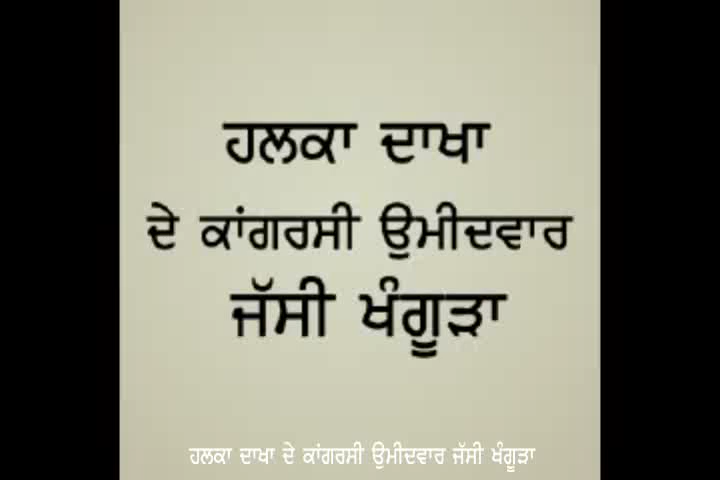 ਹਲਕਾ ਦਾਖਾ
ਦੇ ਕਾਂਗਰਸੀ ਉਮੀਦਵਾਰ
ਜੱਸੀ ਖੰਗੂੜਾ
ਹਲਕਾ ਦਾਖਾ ਦੇ ਕਾਂਗਰਸੀ ਉਮੀਦਵਾਰ ਜੱਸੀ ਖੰਗੂੜਾ